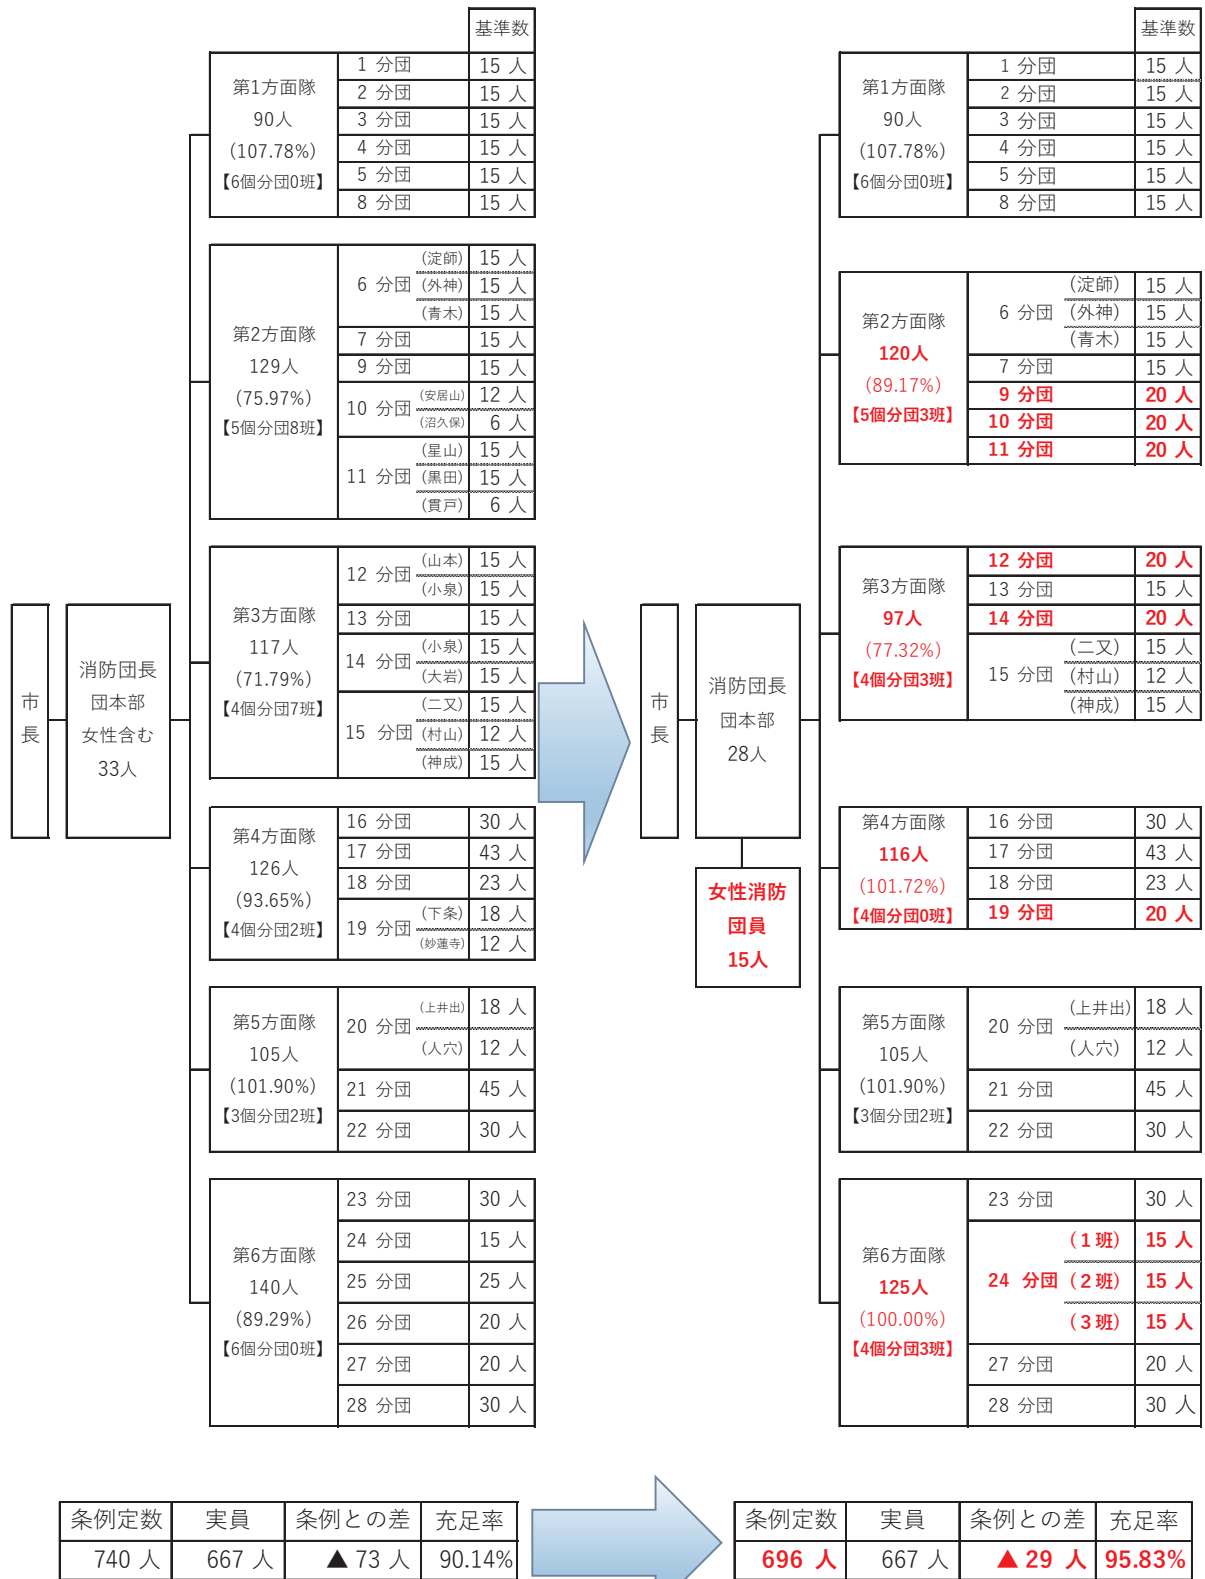 基準数
第1方面隊
90人
(107.78%)
【6個分団0班】
1 分団 15 人
2 分団 15 人
3 分団 15 人
4 分団 15 人
5 分団 15 人
8 分団 15 人
第2方面隊
129人
(75.97%)
【5個分団8班】
6 分団 (淀師) 15 人
(外神) 15 人
(青木) 15 人
7 分団 15 人
9 分団 15 人
10 分団 (安居山) 12 人
(沼久保) 6 人
11 分団 (星山) 15 人
(黒田) 15 人
(貫戸) 6 人
第3方面隊
117人
(71.79%)
【4個分団7班】
12 分団 (山本) 15 人
(小泉) 15 人
13 分団 15 人
14 分団 (小泉) 15 人
(大岩) 15 人
15 分団 (二又) 15 人
(村山) 12 人
(神成) 15 人
市長
消防団長
団本部
女性含む
33人
第4方面隊
126人
(93.65%)
【4個分団2班】
16 分団 30 人
17 分団 43 人
18 分団 23 人
19 分団 (下条) 18 人
(妙蓮寺) 12 人
第5方面隊
105人
(101.90%)
【3個分団2班】
20 分団 (上井出) 18 人
(人穴) 12 人
21 分団 45 人
22 分団 30 人
第6方面隊
140人
(89.29%)
【6個分団0班】
23 分団 30 人
24 分団 15 人
25 分団 25 人
26 分団 20 人
27 分団 20 人
28 分団 30 人
基準数
第1方面隊
90人
(107.78%)
【6個分団0班】
1 分団 15 人
2 分団 15 人
3 分団 15 人
4 分団 15 人
5 分団 15 人
8 分団 15 人
第2方面隊
120人
(89.17%)
【5個分団3班】
6 分団 (淀師) 15 人
(外神) 15 人
(青木) 15 人
7 分団 15 人
9 分団 20 人
10 分団 20 人
11 分団 20 人
第3方面隊
97人
(77.32%)
【4個分団3班】
12 分団 20 人
13 分団 15 人
14 分団 20 人
15 分団 (二又) 15 人
(村山) 12 人
(神成) 15 人
市長
消防団長
団本部
28人
女性消防
団員
15人
第4方面隊
116人
(101.72%)
【4個分団0班】
16 分団 30 人
17 分団 43 人
18 分団 23 人
19 分団 20 人
第5方面隊
105人
(101.90%)
【3個分団2班】
20 分団 (上井出) 18 人
(人穴) 12 人
21 分団 45 人
22 分団 30 人
第6方面隊
125人
(100.00%)
【4個分団3班】
23 分団 30 人
24 分団 (1班) 15 人
(2班) 15 人
(3班) 15 人
27 分団 20 人
28 分団 30 人
条例定数 実員 条例との差 充足率
740 人 667 人 ▲ 73 人 90.14%
条例定数 実員 条例との差 充足率
696 人 667 人 ▲ 29 人 95.83%